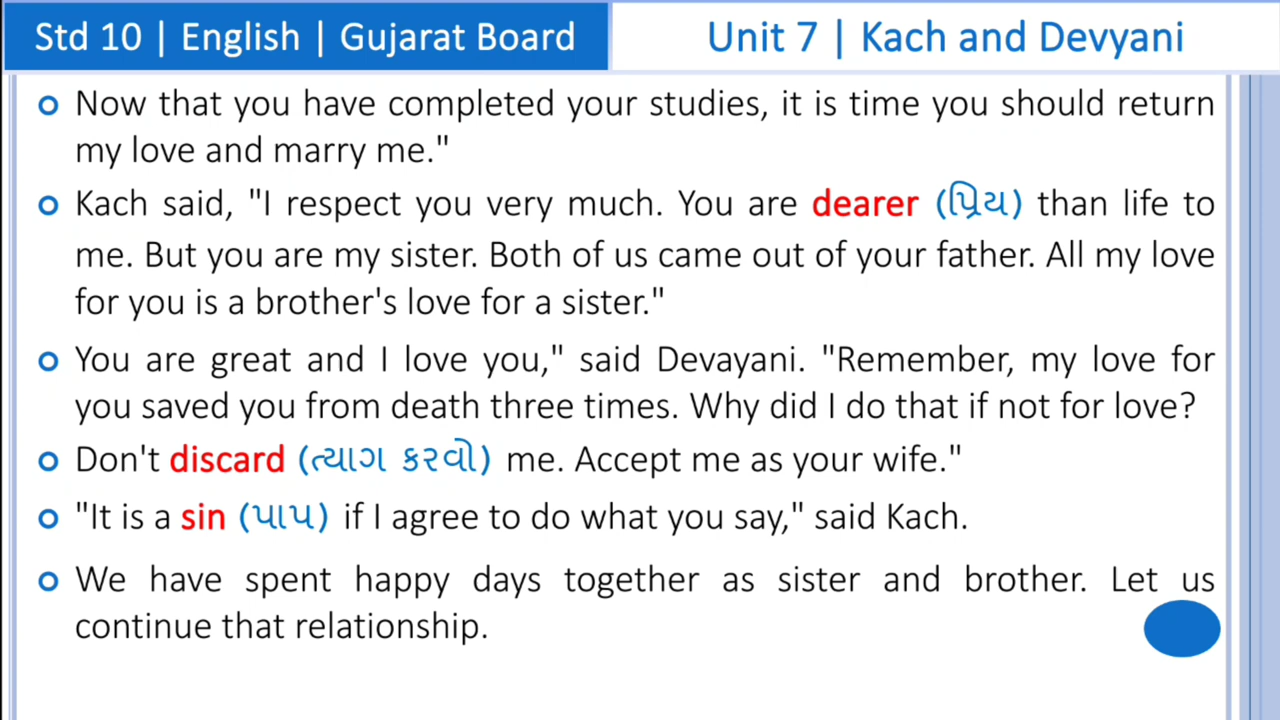 Std 10 | English | Gujarat Board
Unit 7 | Kach and Devyani
Now that you have completed your studies, it is time you should return
my love and marry me."
Kach said, "I respect you very much. You are dearer (પ્રિય) than life to
me. But you are my sister. Both of us came out of your father. All my love
for you is a brother's love for a sister."
You are great and I love you," said Devayani. "Remember, my love for
you saved you from death three times. Why did I do that if not for love?
Don't discard (ત્યાગ કરવો) me. Accept me as your wife."
"It is a sin (પાપ) if I agree to do what you say," said Kach.
We have spent happy days together as sister and brother. Let us
continue that relationship.